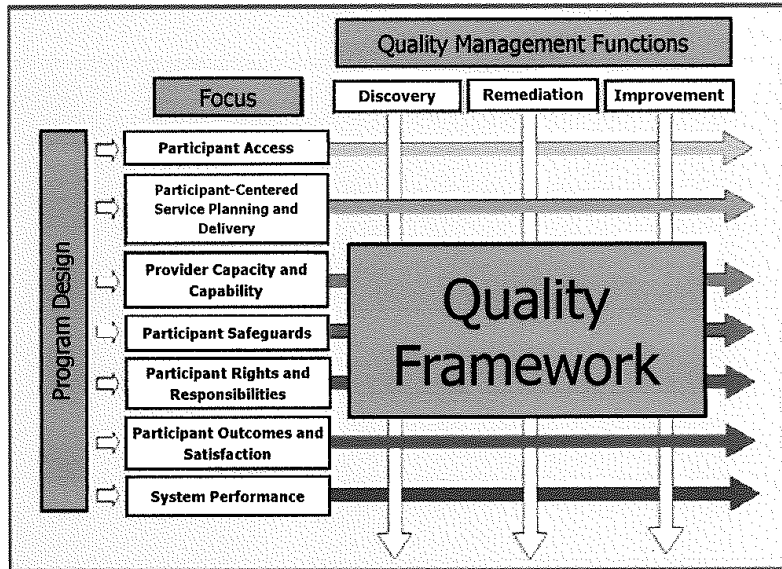 Quality Management Functions
Focus
Discovery
Remediation
Improvement
Program Design
Participant Access
Participant-Centered
Service Planning and
Delivery
Provider Capacity and
Capability
Participant Safeguards
Participant Rights and
Responsibilities
Participant Outcomes and
Satisfaction
System Performance
Quality
Framework